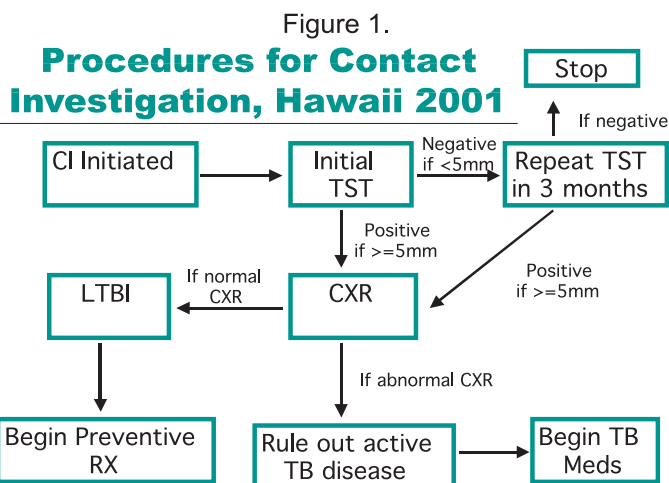 Figure 1.
Procedures for Contact
Investigation, Hawaii 2001
Stop
If negative
CI Initiated
Initial
TST
Negative
if <5mm
Repeat TST
in 3 months
Positive
if >=5mm
Positive
if >=5mm
LTBI
If normal
CXR
CXR
If abnormal CXR
Begin Preventive
RX
Rule out active
TB disease
Begin TB
Meds